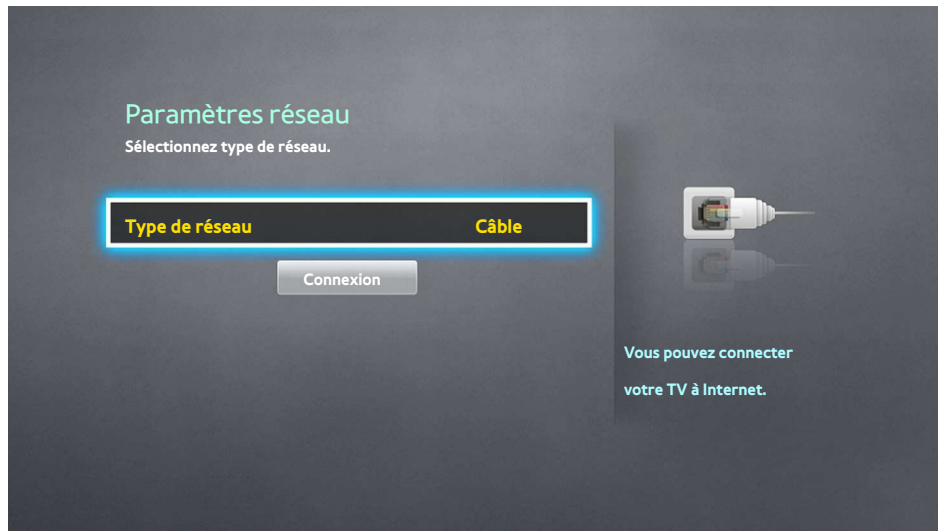 Paramètres réseau
Sélectionnez type de réseau.
Type de réseau Câble
Connexion
Vous pouvez connecter
votre TV à Internet.